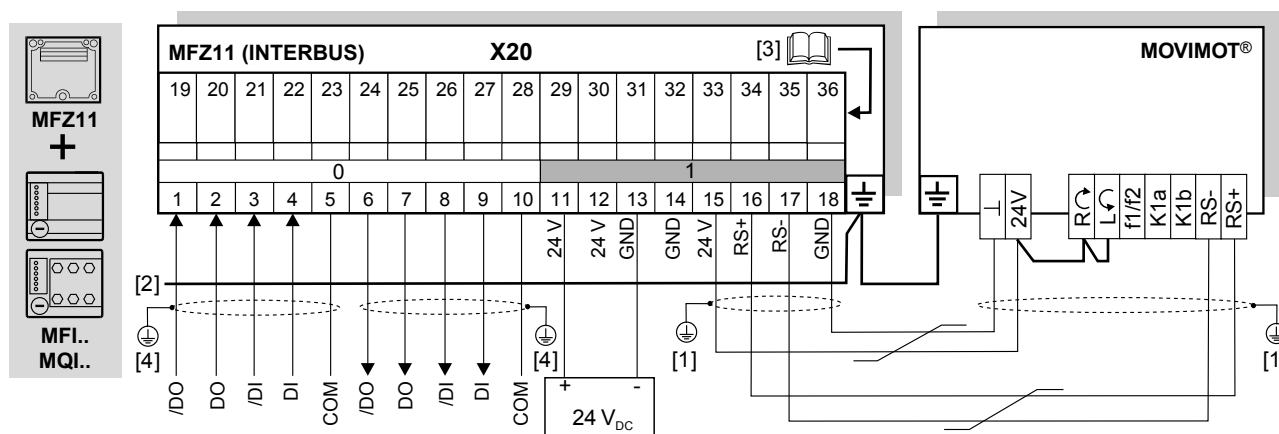 MFZ11 (INTERBUS) X20 [3]
MOVIMOT®
19 20 21 22 23 24 25 26 27 28 29 30 31 32 33 34 35 36
0 1
1 2 3 4 5 6 7 8 9 10 11 12 13 14 15 16 17 18
MFZ11
+
MFI..
MQI..
24 V 24 V GND GND 24 V RS+ RS- GND
⊥ 24V R L f1/f2 K1a K1b RS- RS+
[2]
[4] [4] [1] [1
/DO DO /DI DI COM /DO DO /DI DI COM
+ -
24 VDC